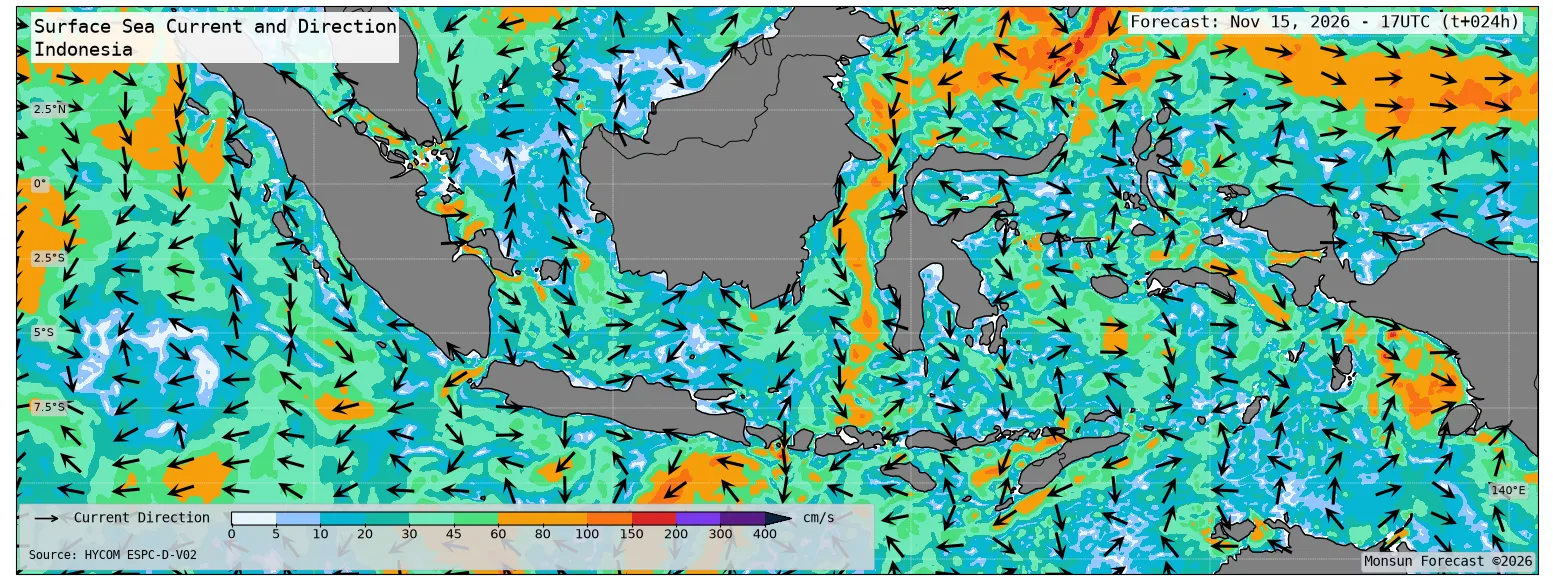 Surface Sea Current and Direction
Indonesia
Forecast: Nov 15, 2026 - 17UTC (t+024h)
2.5°N
0°
2.5°S
5°S
7.5°S
140°E
Current Direction
0 5 10 20 30 45 60 80 100 150 200 300 400 cm/s
Source: HYCOM ESPC-D-V02
Monsun Forecast ©2026